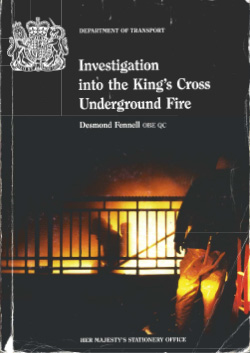 DEPARTMENT OF TRANSPORT
Investigation
into the King's Cross
Underground Fire
Desmond Fennell OBE QC
HER MAJESTY'S STATIONERY OFFICE